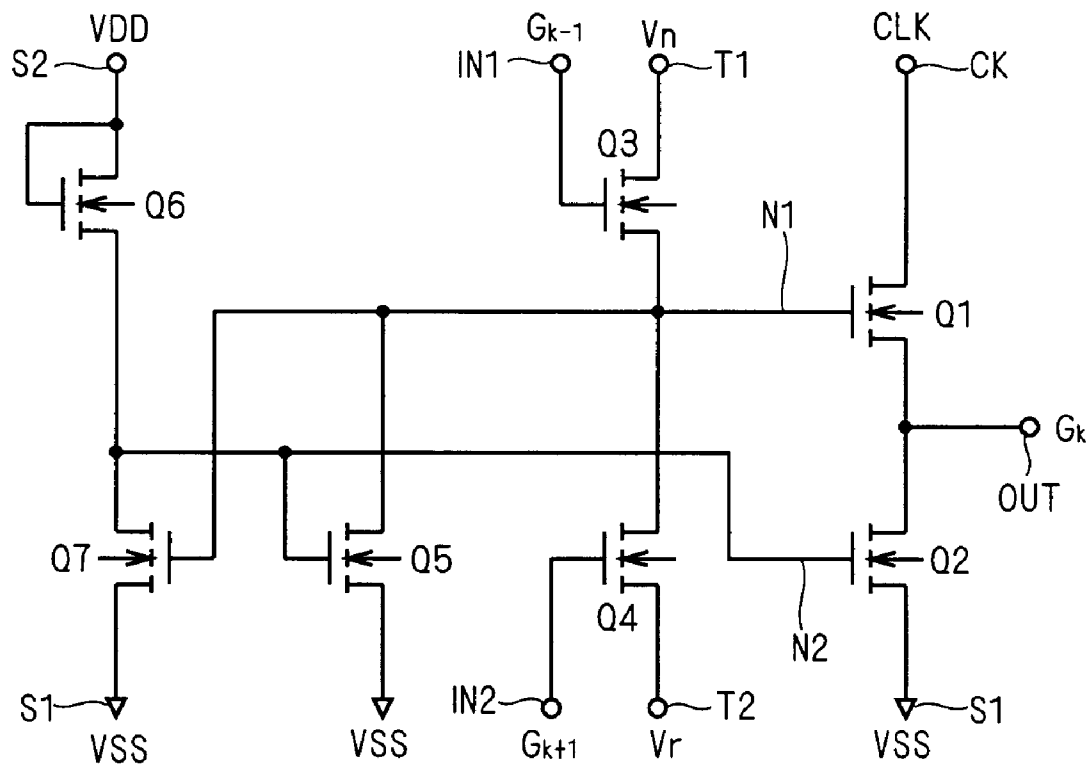 VDD
S2
Gk-1
IN1
Vn
T1
CLK
CK
Q6
Q3
N1
Q1
Gk
OUT
Q7
Q5
Q4
Q2
N2
S1
VSS
VSS
IN2
Gk+1
T2
Vr
S1
VSS